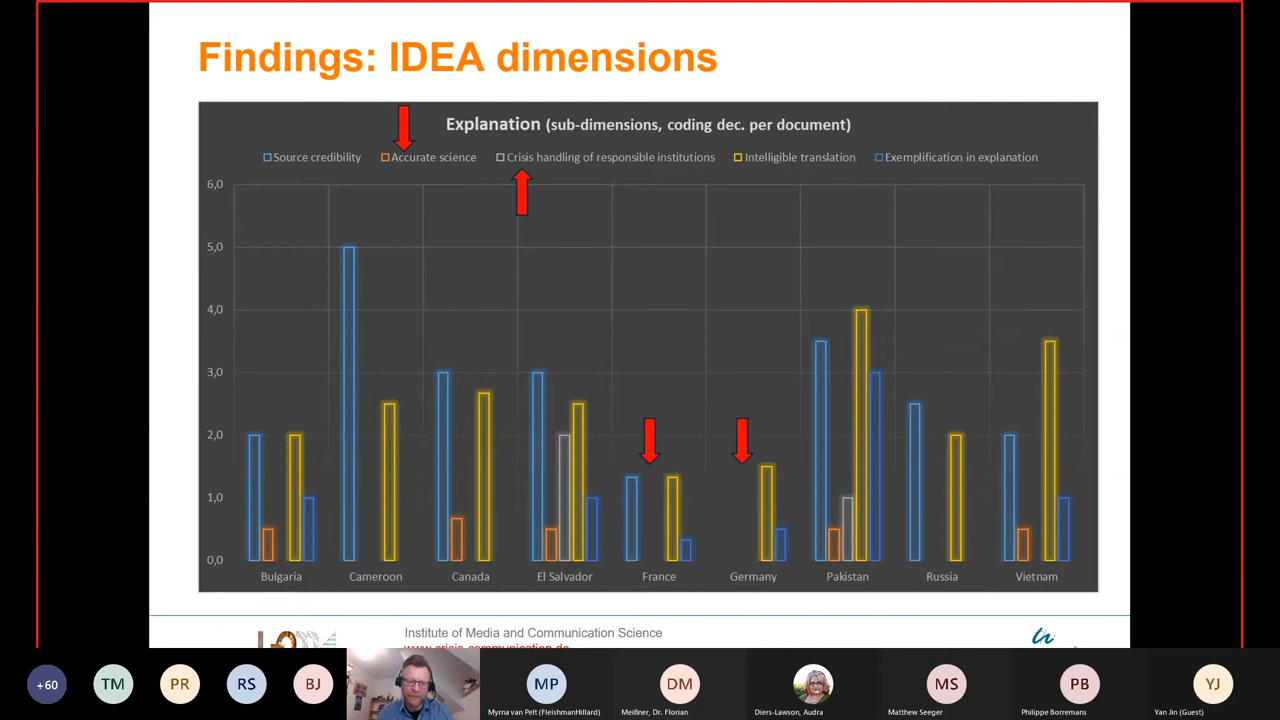 Findings: IDEA dimensions
Explanation (sub-dimensions, coding dec. per document)
Source credibility Accurate science Crisis handling of responsible institutions Intelligible translation Exemplification in explanation
6,0
5,0
4,0
3,0
2,0
1,0
0,0
Bulgaria Cameroon Canada El Salvador France Germany Pakistan Russia Vietnam
Institute of Media and Communication Science
www.crisis-communication.de
+60 TM PR RS BJ MP DM MS PB YJ
Myrna van Pelt (FleishmanHillard) Meißner, Dr. Florian Diers-Lawson, Audra Matthew Seeger Philippe Borremans Yan Jin (Guest)